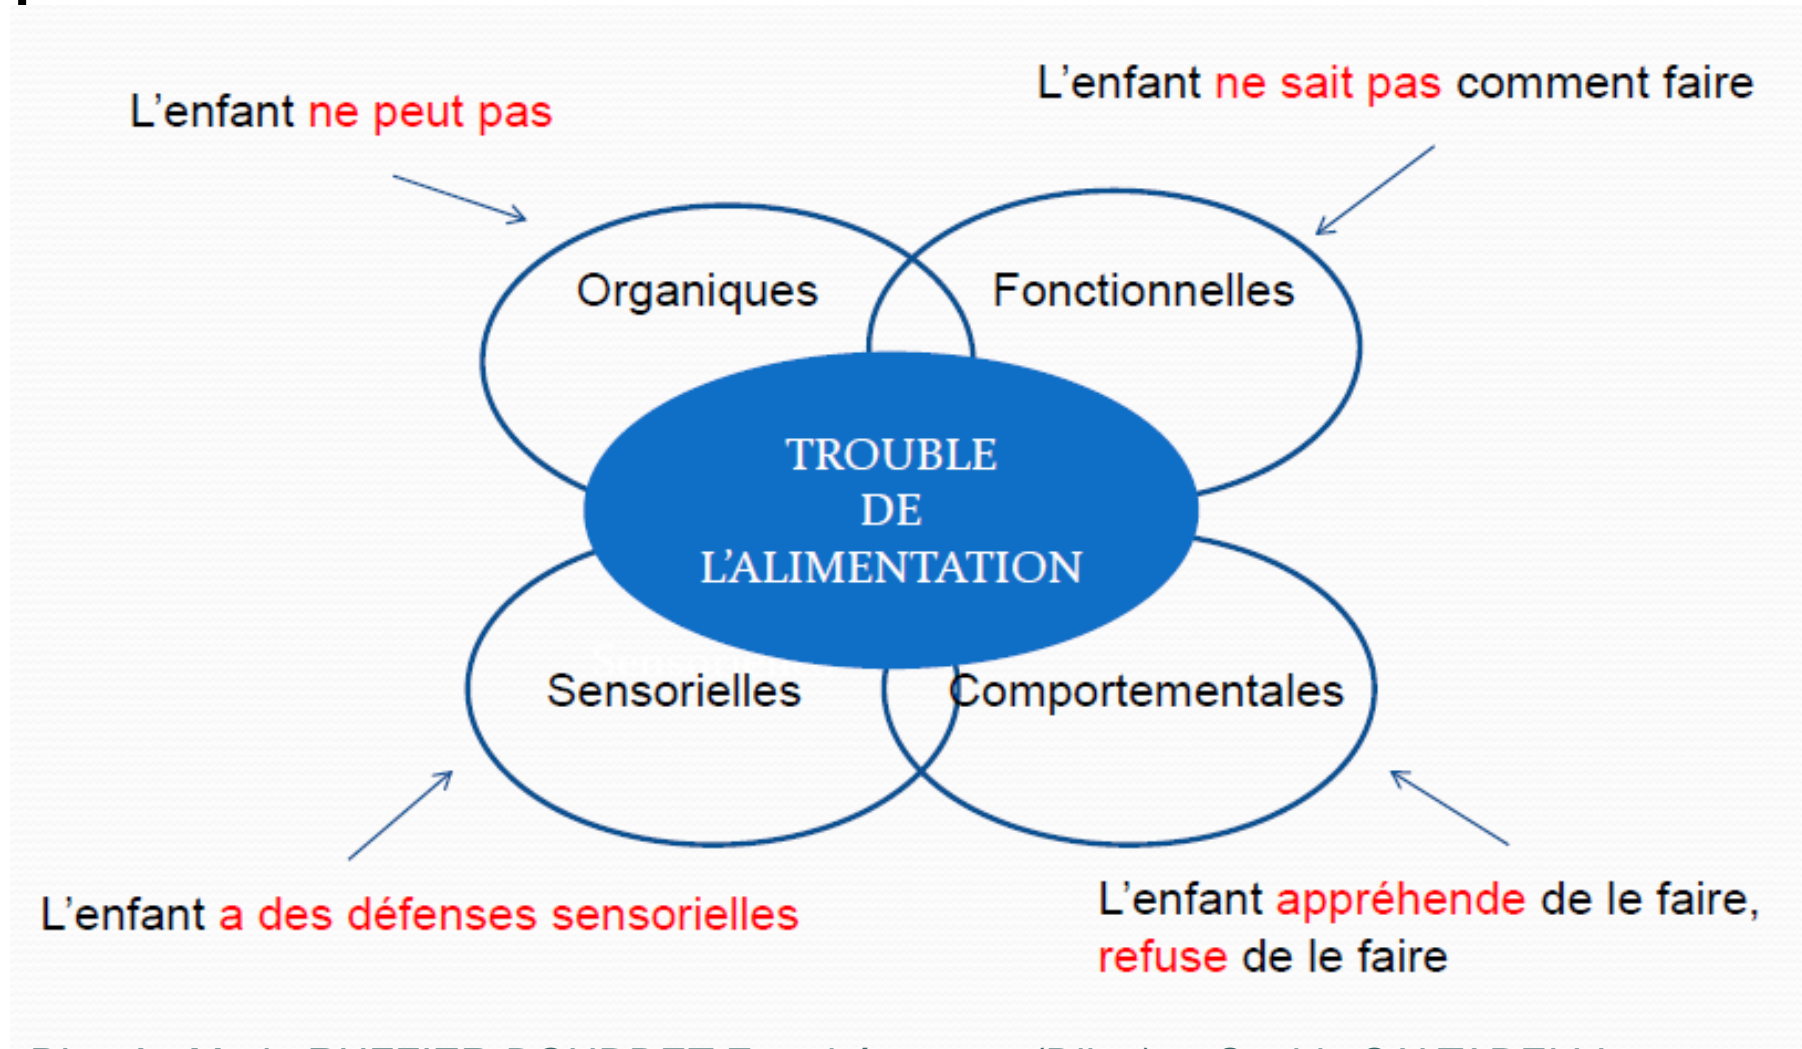 L'enfant ne peut pas
L'enfant ne sait pas comment faire
Organiques
Fonctionnelles
TROUBLE
DE
L'ALIMENTATION
Sensorielles
Comportementales
L'enfant a des défenses sensorielles
L'enfant appréhende de le faire,
refuse de le faire